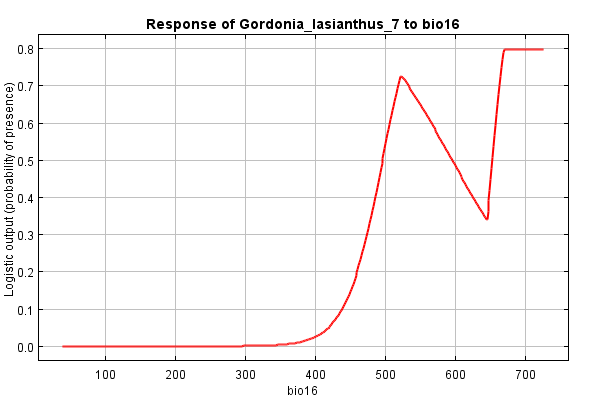 Response of Gordonia_lasianthus_7 to bio16
Logistic output (probability of presence)
0.8
0.7
0.6
0.5
0.4
0.3
0.2
0.1
0.0
100 200 300 400 500 600 700
bio16